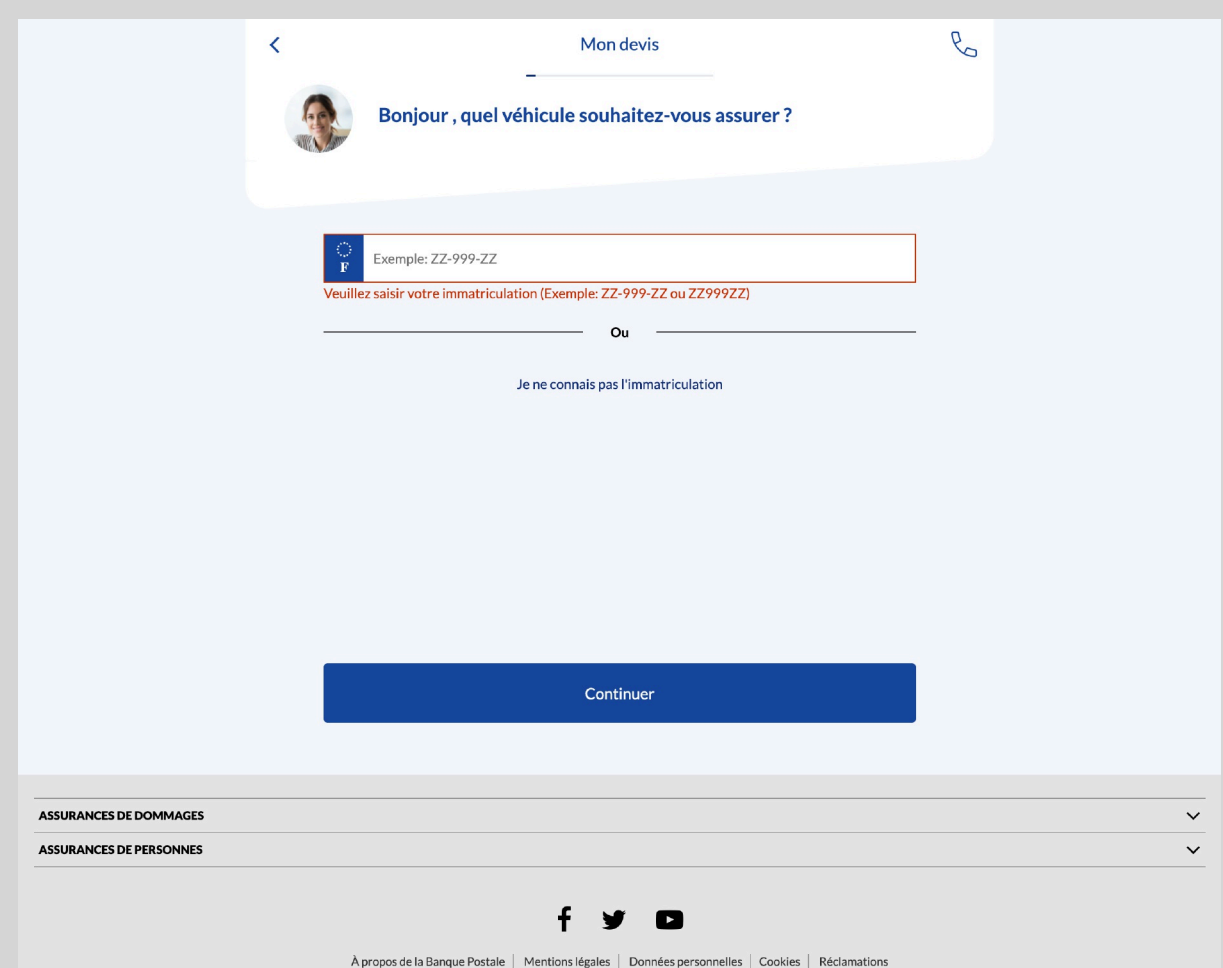 Mon devis
Bonjour , quel véhicule souhaitez-vous assurer ?
F
Exemple: ZZ-999-ZZ
Veuillez saisir votre immatriculation (Exemple: ZZ-999-ZZ ou ZZ999ZZ)
Ou
Je ne connais pas l'immatriculation
Continuer
ASSURANCES DE DOMMAGES
ASSURANCES DE PERSONNES
À propos de la Banque Postale | Mentions légales | Données personnelles | Cookies | Réclamations